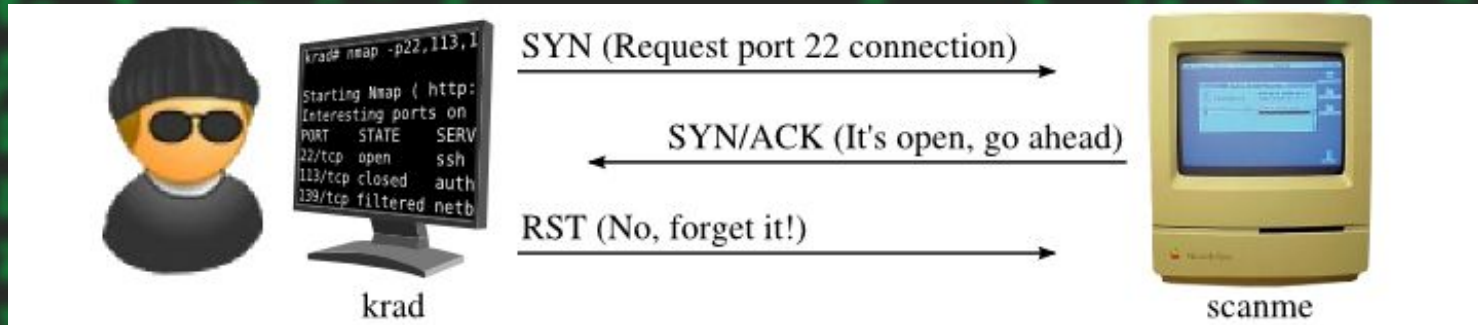 krad# nmap -p22,113,1
Starting Nmap ( http:
Interesting ports on
PORT STATE SERV
22/tcp open ssh
113/tcp closed auth
139/tcp filtered netb
SYN (Request port 22 connection)
SYN/ACK (It's open, go ahead)
RST (No, forget it!)
krad
scanme